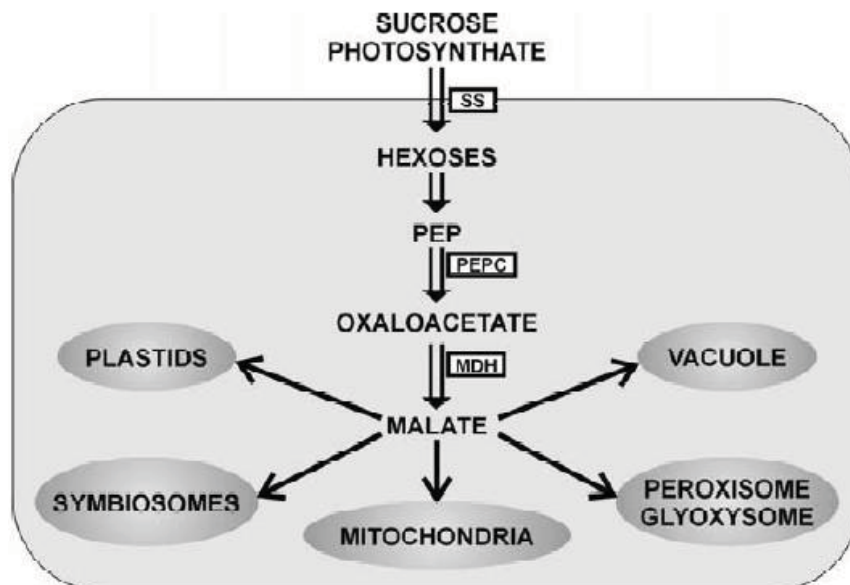 SUCROSE
PHOTOSYNTHATE
SS
HEXOSES
PEP
PEPC
OXALOACETATE
PLASTIDS
VACUOLE
MDH
MALATE
SYMBIOSOMES
PEROXISOME
GLYOXYSOME
MITOCHONDRIA